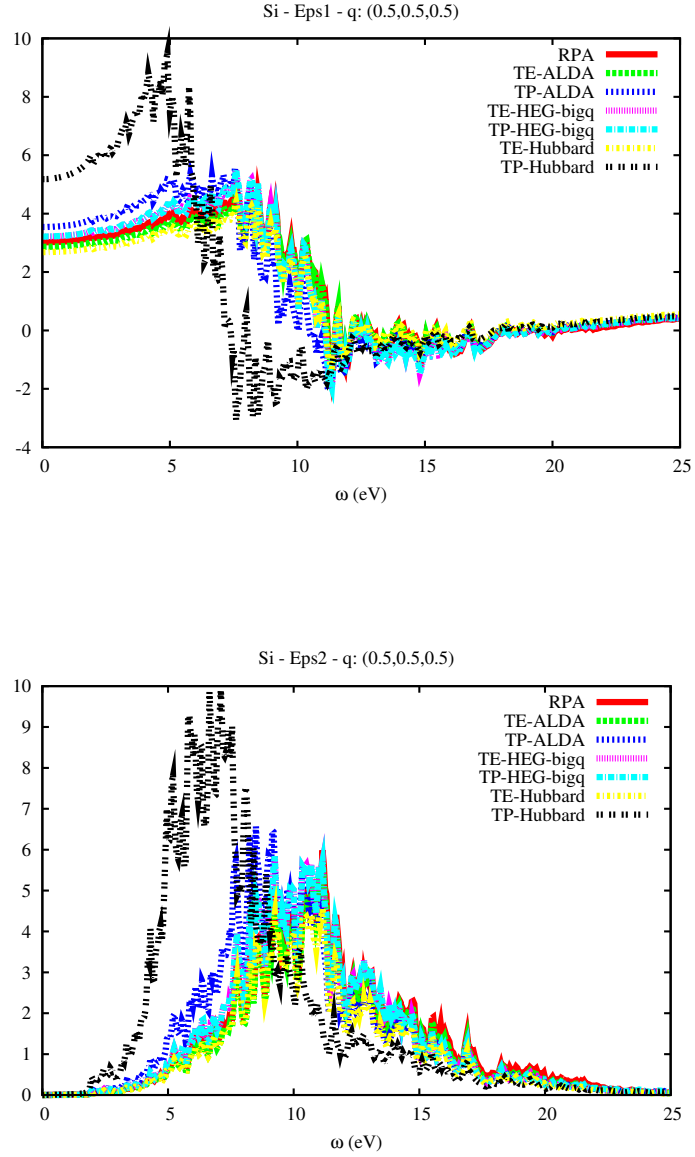 Si - Eps1 - q: (0.5,0.5,0.5)
10
8
6
4
2
0
-2
-4
RPA
TE-ALDA
TP-ALDA
TE-HEG-bigq
TP-HEG-bigq
TE-Hubbard
TP-Hubbard
0 5 10 15 20 25
ω (eV)
Si - Eps2 - q: (0.5,0.5,0.5)
10
9
8
7
6
5
4
3
2
1
0
RPA
TE-ALDA
TP-ALDA
TE-HEG-bigq
TP-HEG-bigq
TE-Hubbard
TP-Hubbard
0 5 10 15 20 25
ω (eV)